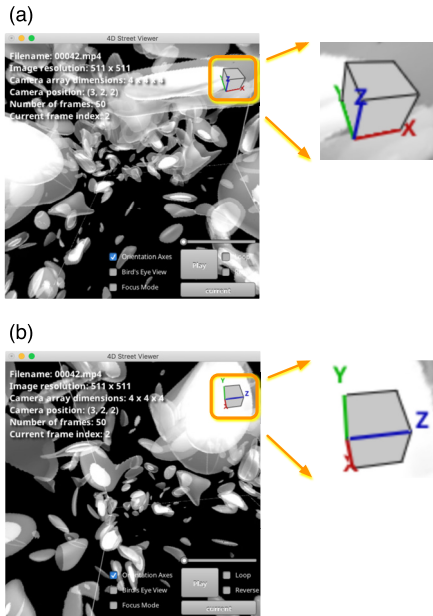 (a)
4D Street Viewer
Filename: 00042.mp4
Image resolution: 511 x 511
Camera array dimensions: 4 x 4 x 4
Camera position: (3, 2, 2)
Number of frames: 50
Current frame index: 2
Z
X
Y
Z
X
Orientation Axes
Bird's Eye View
Play
Focus Mode
current
(b)
4D Street Viewer
Filename: 00042.mp4
Image resolution: 511 x 511
Camera array dimensions: 4 x 4 x 4
Camera position: (3, 2, 2)
Number of frames: 50
Current frame index: 2
Y
Z
X
Y
Z
X
Orientation Axes
Loop
Bird's Eye View
Play
Reverse
Focus Mode
current